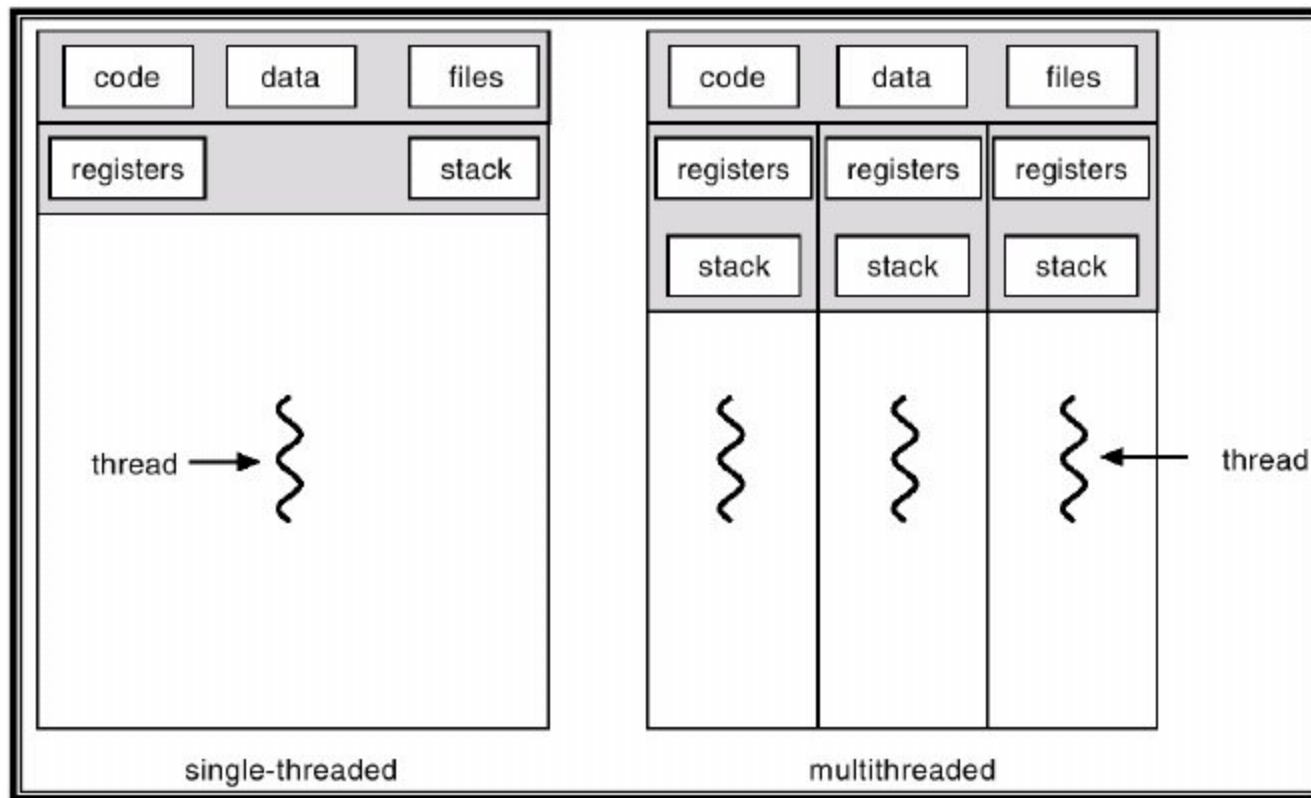 code data files
registers stack
thread
single-threaded
code data files
registers registers registers
stack stack stack
thread
multithreaded